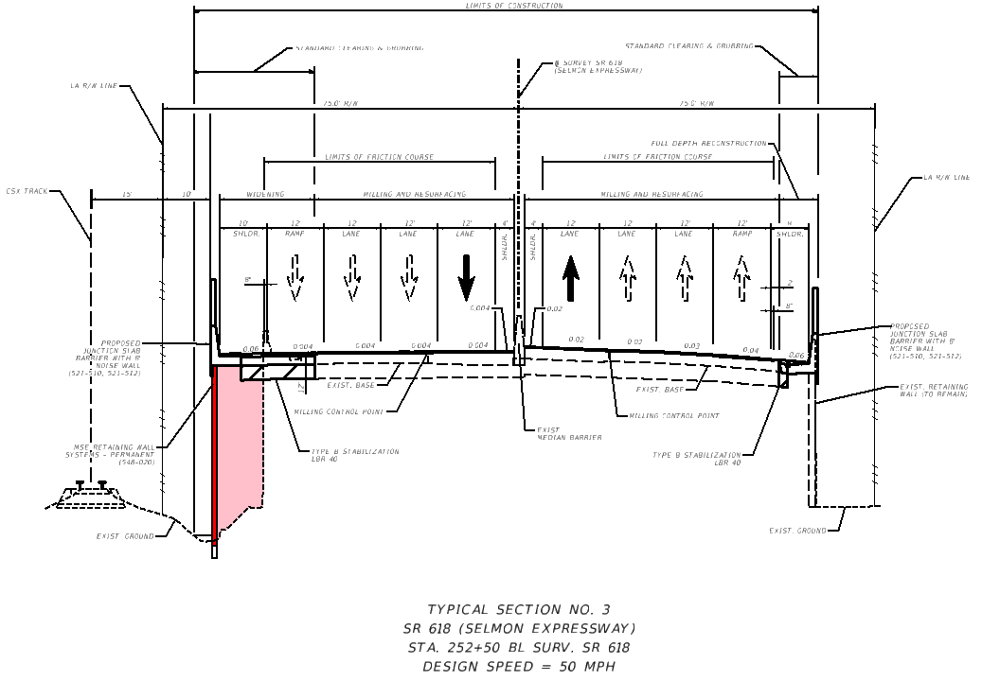 LIMITS OF CONSTRUCTION
STANDARD CLEARING & GRUBBING
STANDARD CLEARING & GRUBBING
SURVEY SR 618
(SELMON EXPRESSWAY)
LA R/W LINE
75.0' R/W
75.0' R/W
FULL DEPTH RECONSTRUCTION
LIMITS OF FRICTION COURSE
LIMITS OF FRICTION COURSE
LA R/W LINE
CSX TRACK
15'
10'
WIDENING
MILLING AND RESURFACING
MILLING AND RESURFACING
10'
12'
12'
12'
12'
4'
4'
12'
12'
12'
12'
SHLDR.
RAMP
LANE
LANE
LANE
SHLDR.
SHLDR.
LANE
LANE
LANE
RAMP
SHLDR.
8"
2'
8"
0.004
0.02
PROPOSED
JUNCTION SLAB
BARRIER WITH 8'
NOISE WALL
(521-510, 521-512)
0.06
0.004
0.004
0.004
0.004
0.02
0.02
0.03
0.04
0.06
PROPOSED
JUNCTION SLAB
BARRIER WITH 8'
NOISE WALL
(521-510, 521-512)
2'
EXIST. BASE
EXIST. BASE
EXIST. RETAINING
WALL (TO REMAIN)
MILLING CONTROL POINT
MILLING CONTROL POINT
EXIST.
MEDIAN BARRIER
MSE RETAINING WALL
SYSTEMS - PERMANENT
(548-020)
TYPE B STABILIZATION
LBR 40
TYPE B STABILIZATION
LBR 40
EXIST. GROUND
EXIST. GROUND
TYPICAL SECTION NO. 3
SR 618 (SELMON EXPRESSWAY)
STA. 252+50 BL SURV. SR 618
DESIGN SPEED = 50 MPH